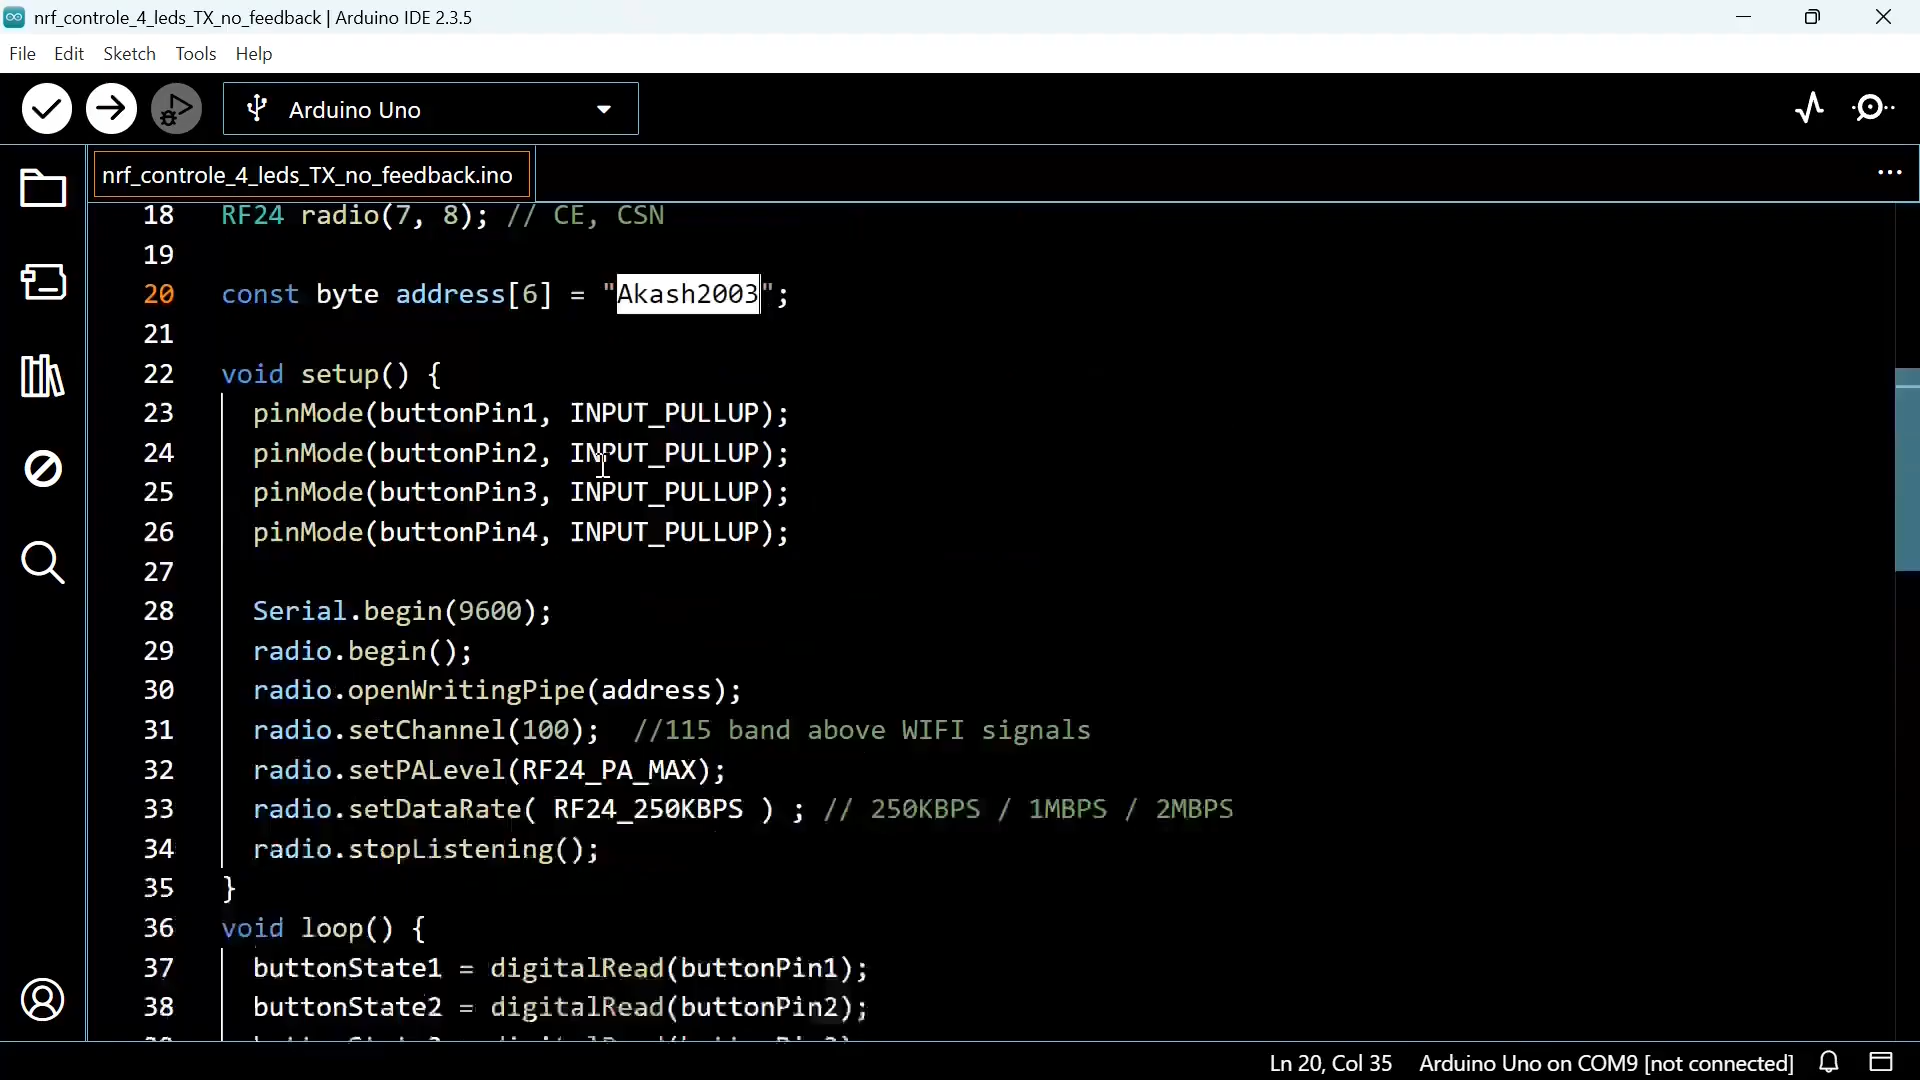 nrf_controle_4_leds_TX_no_feedback | Arduino IDE 2.3.5
File Edit Sketch Tools Help
Arduino Uno
nrf_controle_4_leds_TX_no_feedback.ino
18 RF24 radio(7, 8); // CE, CSN
19
20 const byte address[6] = "Akash2003";
21
22 void setup() {
23 pinMode(buttonPin1, INPUT_PULLUP);
24 pinMode(buttonPin2, INPUT_PULLUP);
25 pinMode(buttonPin3, INPUT_PULLUP);
26 pinMode(buttonPin4, INPUT_PULLUP);
27
28 Serial.begin(9600);
29 radio.begin();
30 radio.openWritingPipe(address);
31 radio.setChannel(100); //115 band above WIFI signals
32 radio.setPALevel(RF24_PA_MAX);
33 radio.setDataRate( RF24_250KBPS ) ; // 250KBPS / 1MBPS / 2MBPS
34 radio.stopListening();
35 }
36 void loop() {
37 buttonState1 = digitalRead(buttonPin1);
38 buttonState2 = digitalRead(buttonPin2);
Ln 20, Col 35 Arduino Uno on COM9 [not connected]